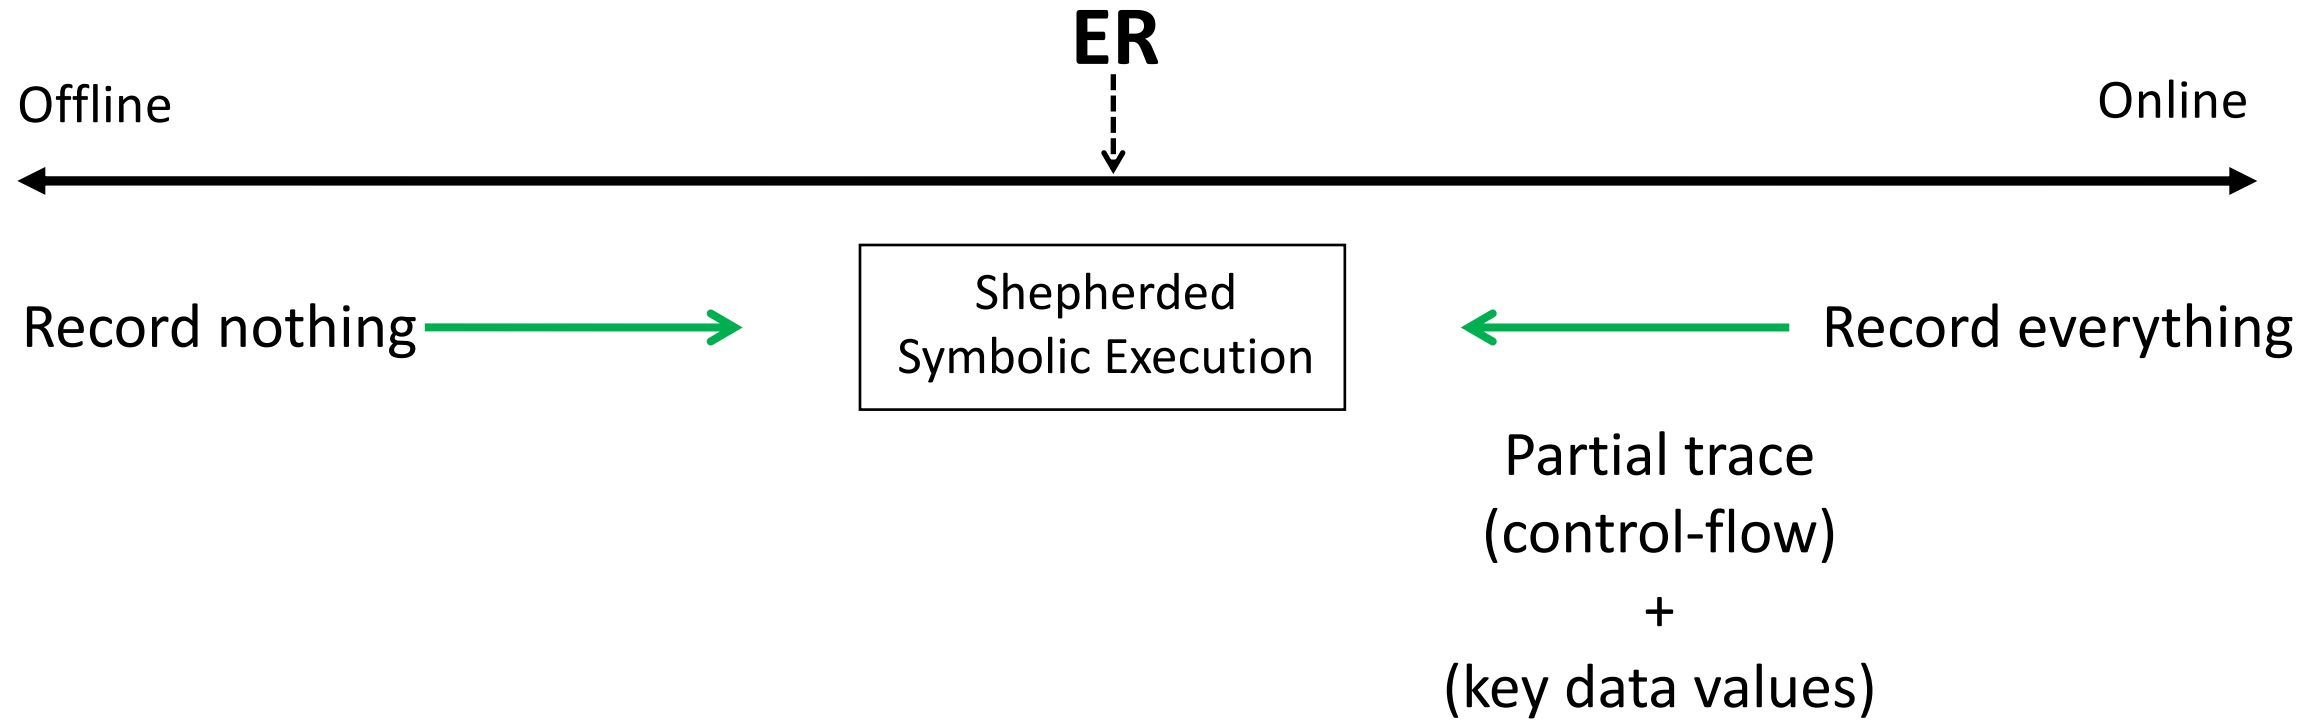 ER
Offline
Online
Shepherded
Symbolic Execution
Record nothing
Record everything
Partial trace
(control-flow)
+
(key data values)